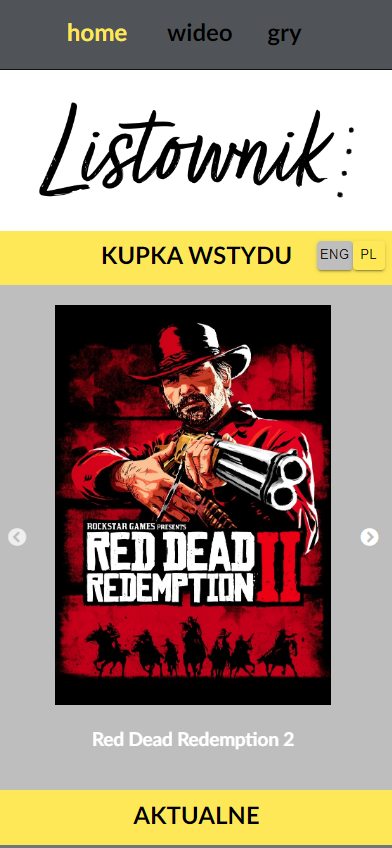 home wideo gry
Listownik
KUPKA WSTYDU
ENG PL
ROCKSTAR GAMES PRESENTS
RED DEAD
REDEMPTION II
Red Dead Redemption 2
AKTUALNE